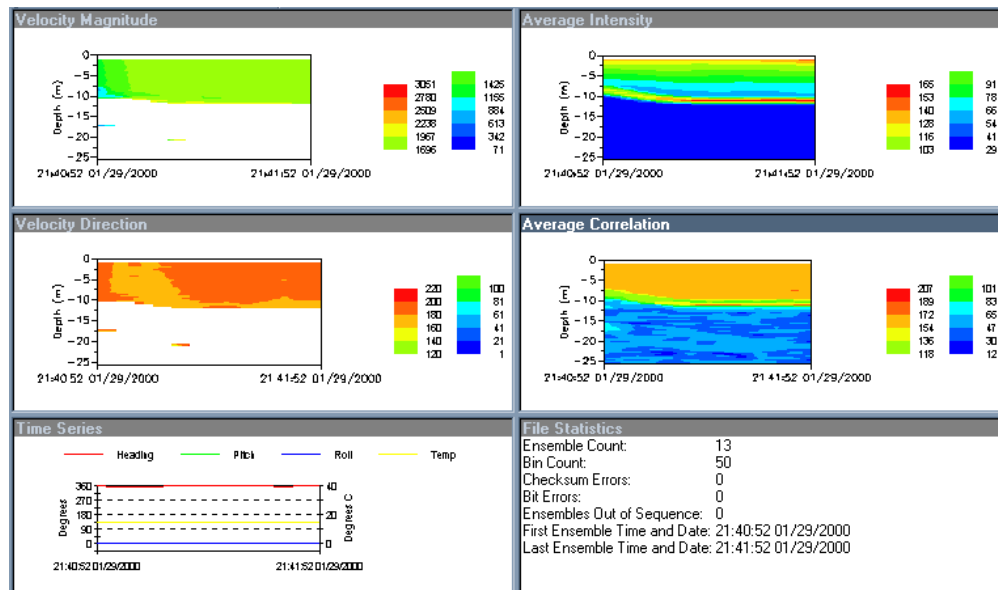 Velocity Magnitude
0
-5
-10
-15
-20
-25
Depth (m)
21:40:52 01/29/2000 21:41:52 01/29/2000
3051 1425
2780 1155
2509 884
2238 613
1967 342
1696 71
Average Intensity
0
-5
-10
-15
-20
-25
Depth (m)
21:40:52 01/29/2000 21:41:52 01/29/2000
165 91
153 78
140 66
128 54
116 41
103 29
Velocity Direction
0
-5
-10
-15
-20
-25
Depth (m)
21:40:52 01/29/2000 21:41:52 01/29/2000
220 100
200 81
180 61
160 41
140 21
120 1
Average Correlation
0
-5
-10
-15
-20
-25
Depth (m)
21:40:52 01/29/2000 21:41:52 01/29/2000
207 101
189 83
172 65
154 47
136 30
118 12
Time Series
Heading Pitch Roll Temp
360 40
270
180 20
90
0 0
Degrees
Degrees C
21:40:52 01/29/2000 21:41:52 01/29/2000
File Statistics
Ensemble Count: 13
Bin Count: 50
Checksum Errors: 0
Bit Errors: 0
Ensembles Out of Sequence: 0
First Ensemble Time and Date: 21:40:52 01/29/2000
Last Ensemble Time and Date: 21:41:52 01/29/2000